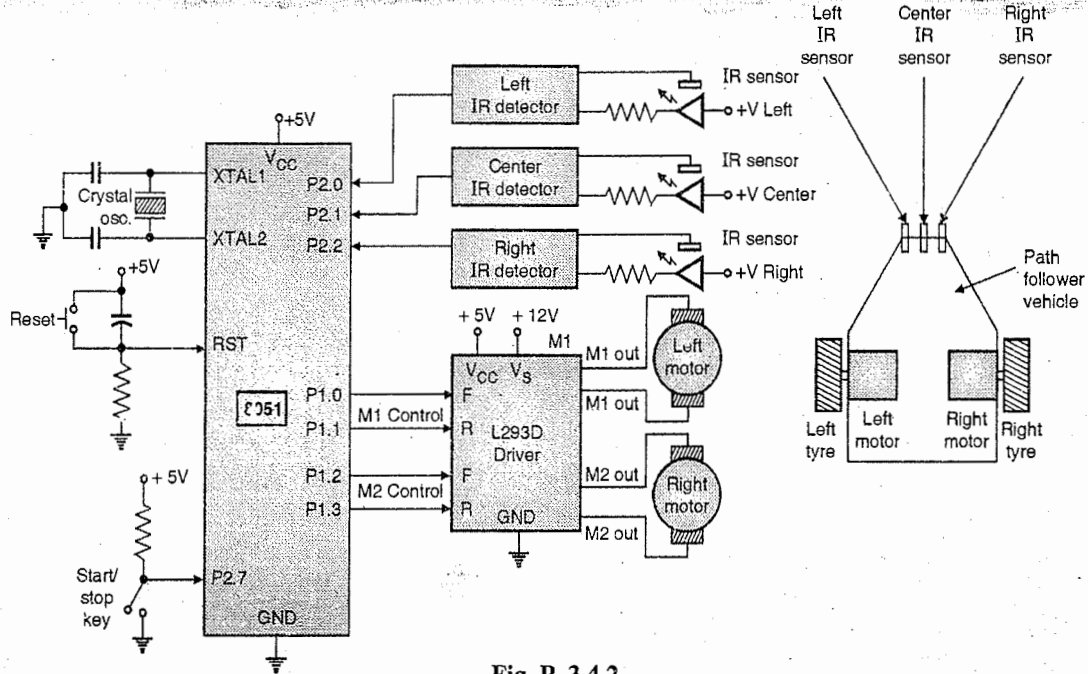 Left
IR
sensor
Center
IR
sensor
Right
IR
sensor
Left
IR detector
IR sensor
+V Left
Center
IR detector
IR sensor
+V Center
Right
IR detector
IR sensor
+V Right
+5V
VCC
XTAL1
XTAL2
Crystal
osc.
P2.0
P2.1
P2.2
+5V
Reset
RST
8051
P1.0
P1.1
P1.2
P1.3
M1 Control
M2 Control
+ 5V
+ 12V
VCC
VS
F
R
L293D
Driver
F
R
GND
M1
M1 out
M1 out
M2 out
M2 out
Left
motor
Right
motor
+ 5V
Start/
stop
key
P2.7
GND
Path
follower
vehicle
Left
tyre
Left
motor
Right
motor
Right
tyre
Fig. P. 3.4.2